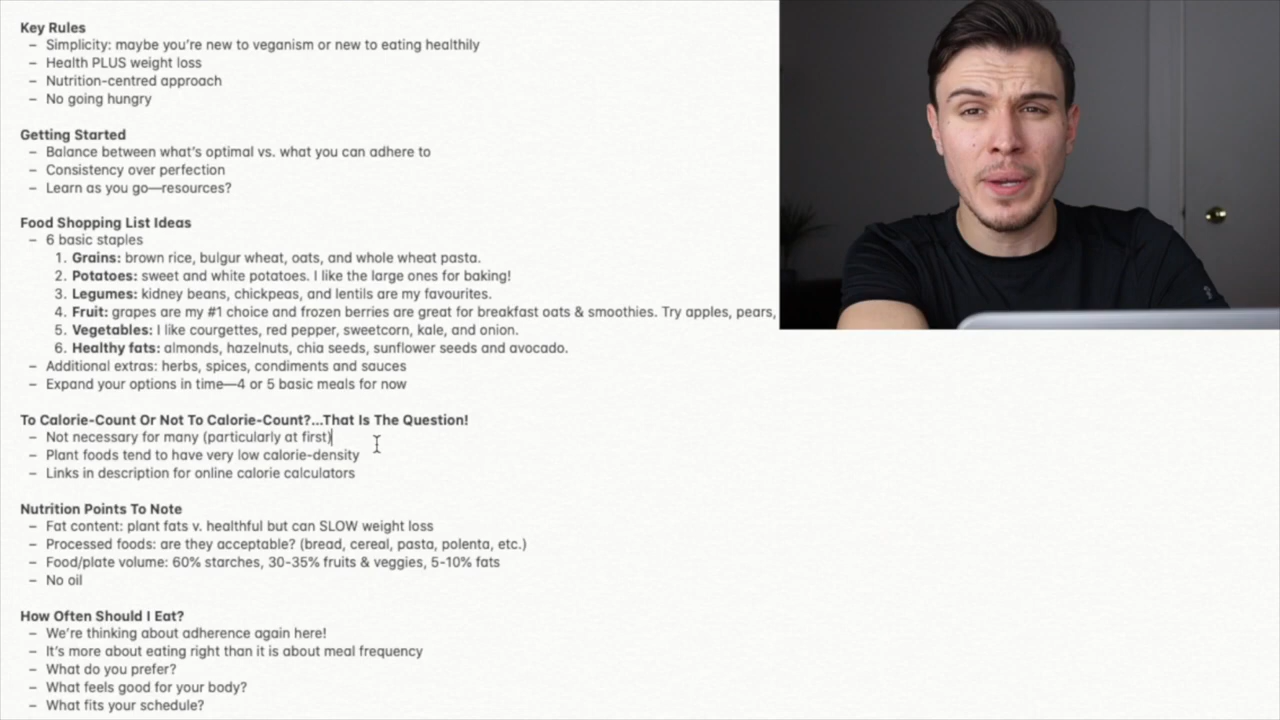 Key Rules
– Simplicity: maybe you're new to veganism or new to eating healthily
– Health PLUS weight loss
– Nutrition-centred approach
– No going hungry
Getting Started
– Balance between what's optimal vs. what you can adhere to
– Consistency over perfection
– Learn as you go—resources?
Food Shopping List Ideas
– 6 basic staples
1. Grains: brown rice, bulgur wheat, oats, and whole wheat pasta.
2. Potatoes: sweet and white potatoes. I like the large ones for baking!
3. Legumes: kidney beans, chickpeas, and lentils are my favourites.
4. Fruit: grapes are my #1 choice and frozen berries are great for breakfast oats & smoothies. Try apples, pears,
5. Vegetables: I like courgettes, red pepper, sweetcorn, kale, and onion.
6. Healthy fats: almonds, hazelnuts, chia seeds, sunflower seeds and avocado.
– Additional extras: herbs, spices, condiments and sauces
– Expand your options in time—4 or 5 basic meals for now
To Calorie-Count Or Not To Calorie-Count?...That Is The Question!
– Not necessary for many (particularly at first)
– Plant foods tend to have very low calorie-density
– Links in description for online calorie calculators
Nutrition Points To Note
– Fat content: plant fats v. healthful but can SLOW weight loss
– Processed foods: are they acceptable? (bread, cereal, pasta, polenta, etc.)
– Food/plate volume: 60% starches, 30-35% fruits & veggies, 5-10% fats
– No oil
How Often Should I Eat?
– We're thinking about adherence again here!
– It's more about eating right than it is about meal frequency
– What do you prefer?
– What feels good for your body?
– What fits your schedule?